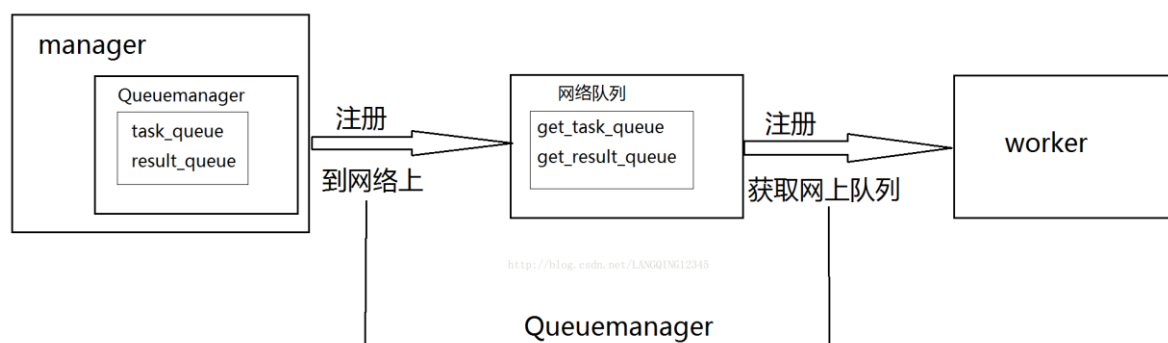 manager
Queuemanager
task_queue
result_queue
注册
到网络上
网络队列
get_task_queue
get_result_queue
注册
获取网上队列
worker
http://blog.csdn.net/LANGQING12345
Queuemanager